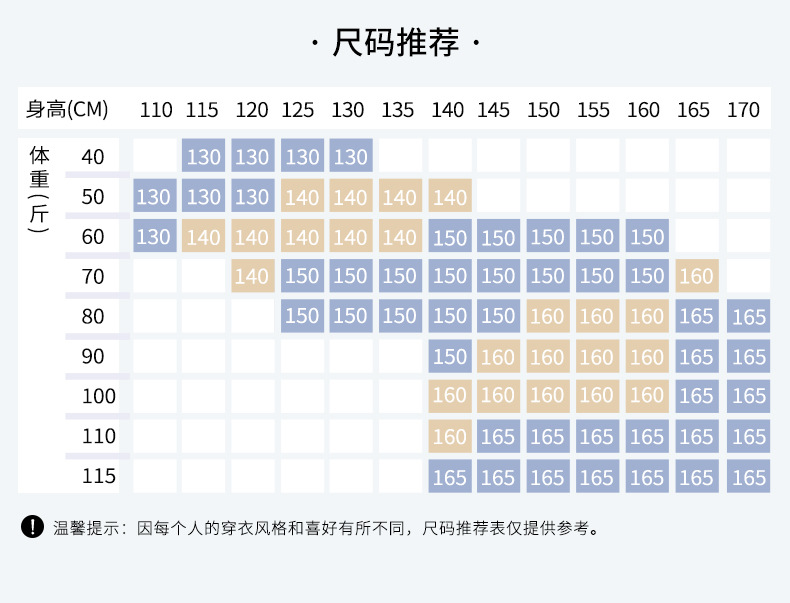 · 尺码推荐 ·
身高(CM) 110 115 120 125 130 135 140 145 150 155 160 165 170
体重(斤)
40 130 130 130 130
50 130 130 130 140 140 140 140
60 130 140 140 140 140 140 150 150 150 150 150
70 140 150 150 150 150 150 150 150 150 160
80 150 150 150 150 150 160 160 160 165 165
90 150 160 160 160 160 165 165
100 160 160 160 160 160 165 165
110 160 165 165 165 165 165 165
115 165 165 165 165 165 165 165
! 温馨提示：因每个人的穿衣风格和喜好有所不同，尺码推荐表仅提供参考。